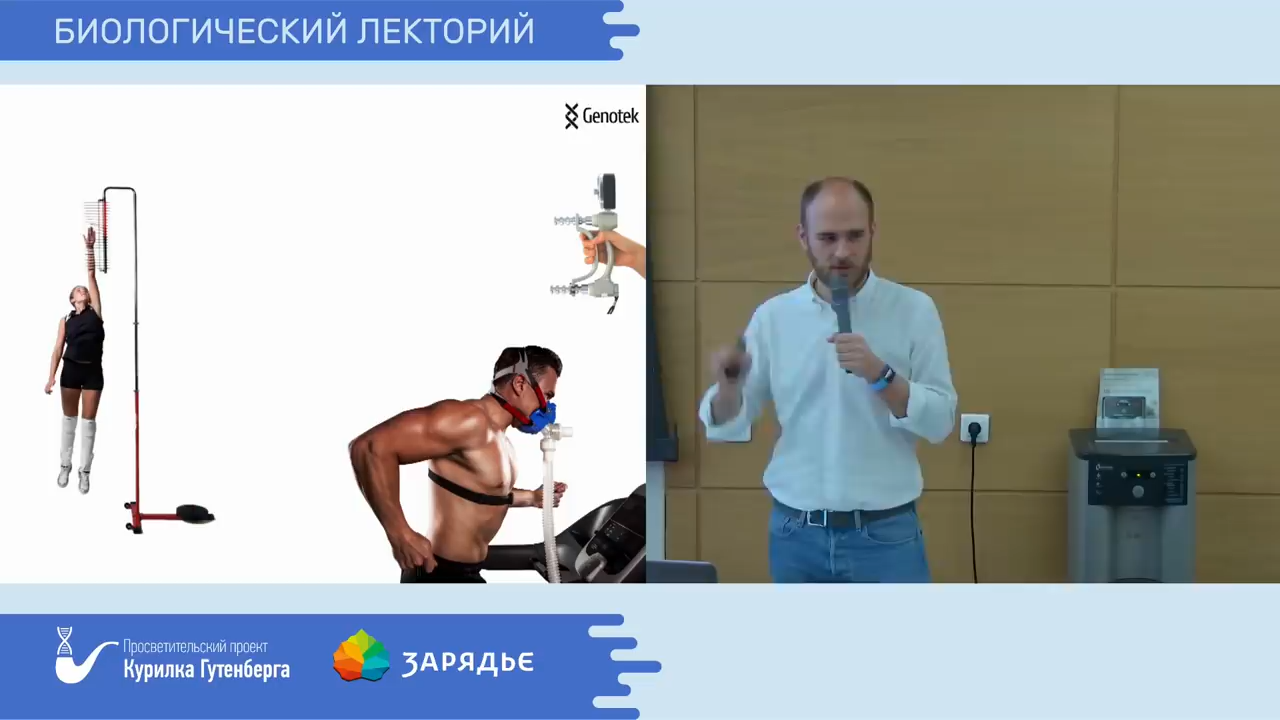 БИОЛОГИЧЕСКИЙ ЛЕКТОРИЙ
Genotek
Просветительский проект
Курилка Гутенберга
ЗАРЯДЬЕ